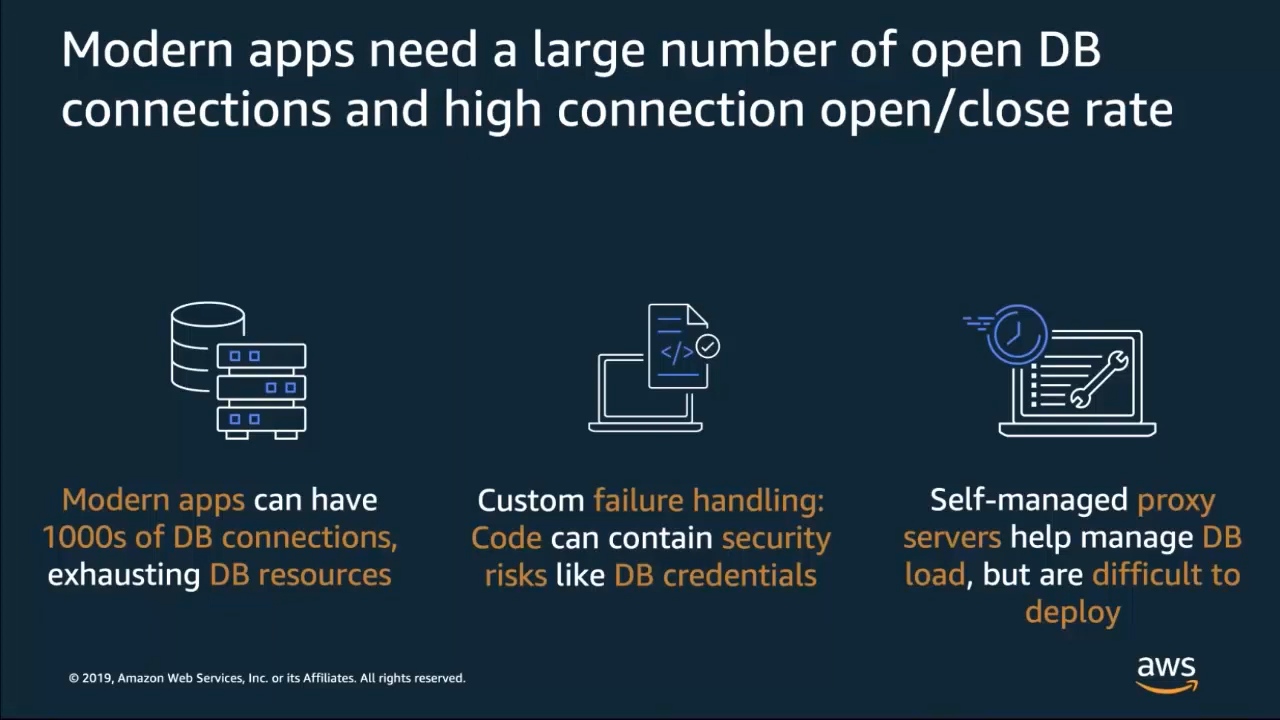 Modern apps need a large number of open DB
connections and high connection open/close rate
</>
Modern apps can have
1000s of DB connections,
exhausting DB resources
Custom failure handling:
Code can contain security
risks like DB credentials
Self-managed proxy
servers help manage DB
load, but are difficult to
deploy
© 2019, Amazon Web Services, Inc. or its Affiliates. All rights reserved.
aws